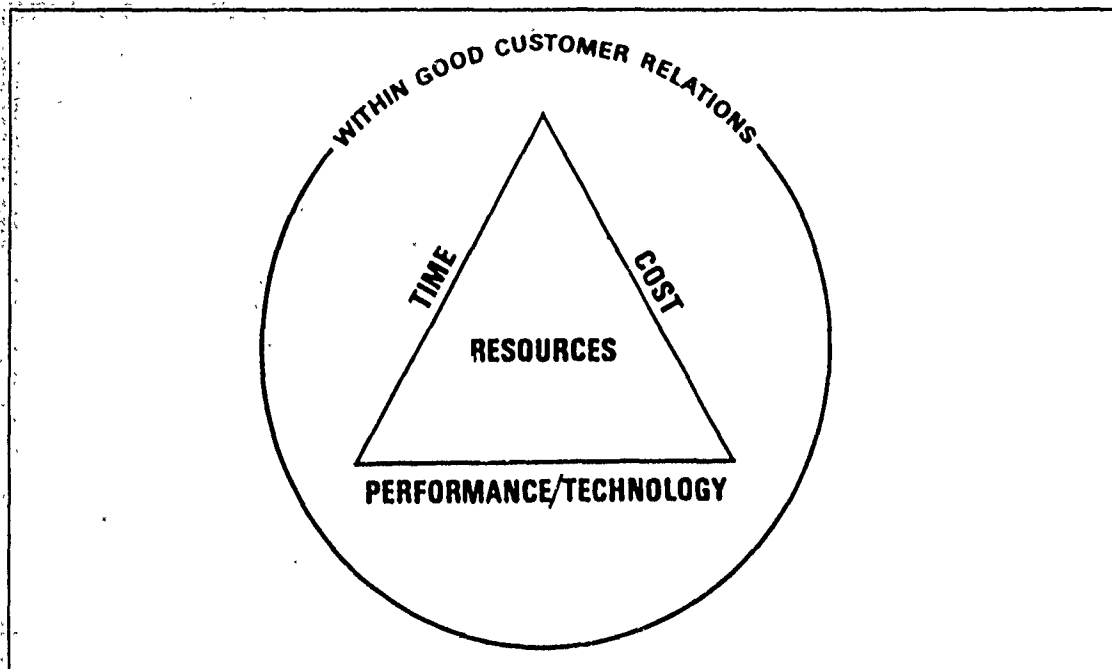 WITHIN GOOD CUSTOMER RELATIONS
TIME
COST
RESOURCES
PERFORMANCE/TECHNOLOGY